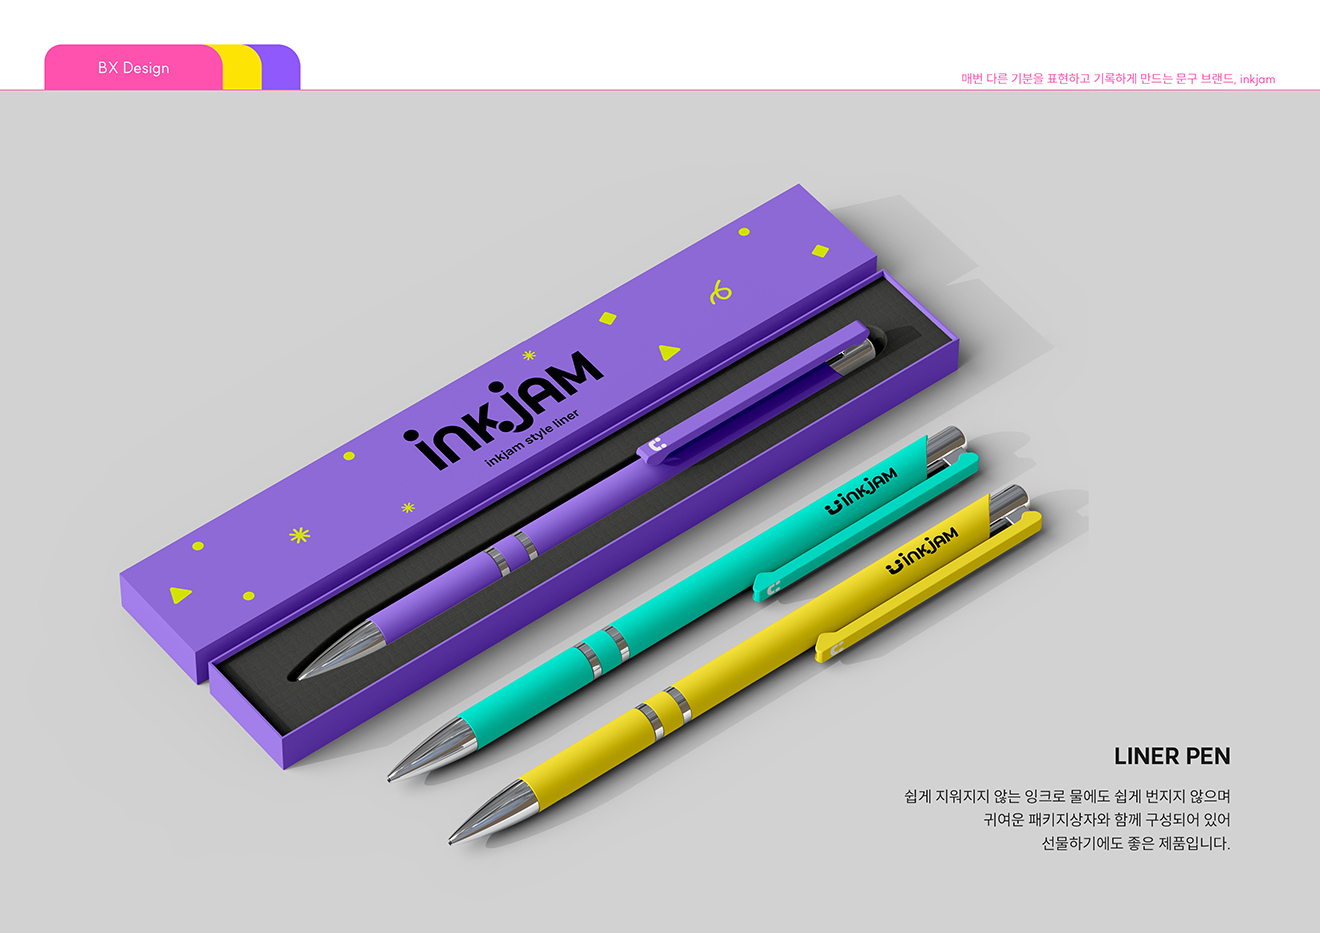 BX Design
매번 다른 기분을 표현하고 기록하게 만드는 문구 브랜드, inkjam
inkjam
inkjam style liner
inkjam
inkjam
LINER PEN
쉽게 지워지지 않는 잉크로 물에도 쉽게 번지지 않으며
귀여운 패키지상자와 함께 구성되어 있어
선물하기에도 좋은 제품입니다.